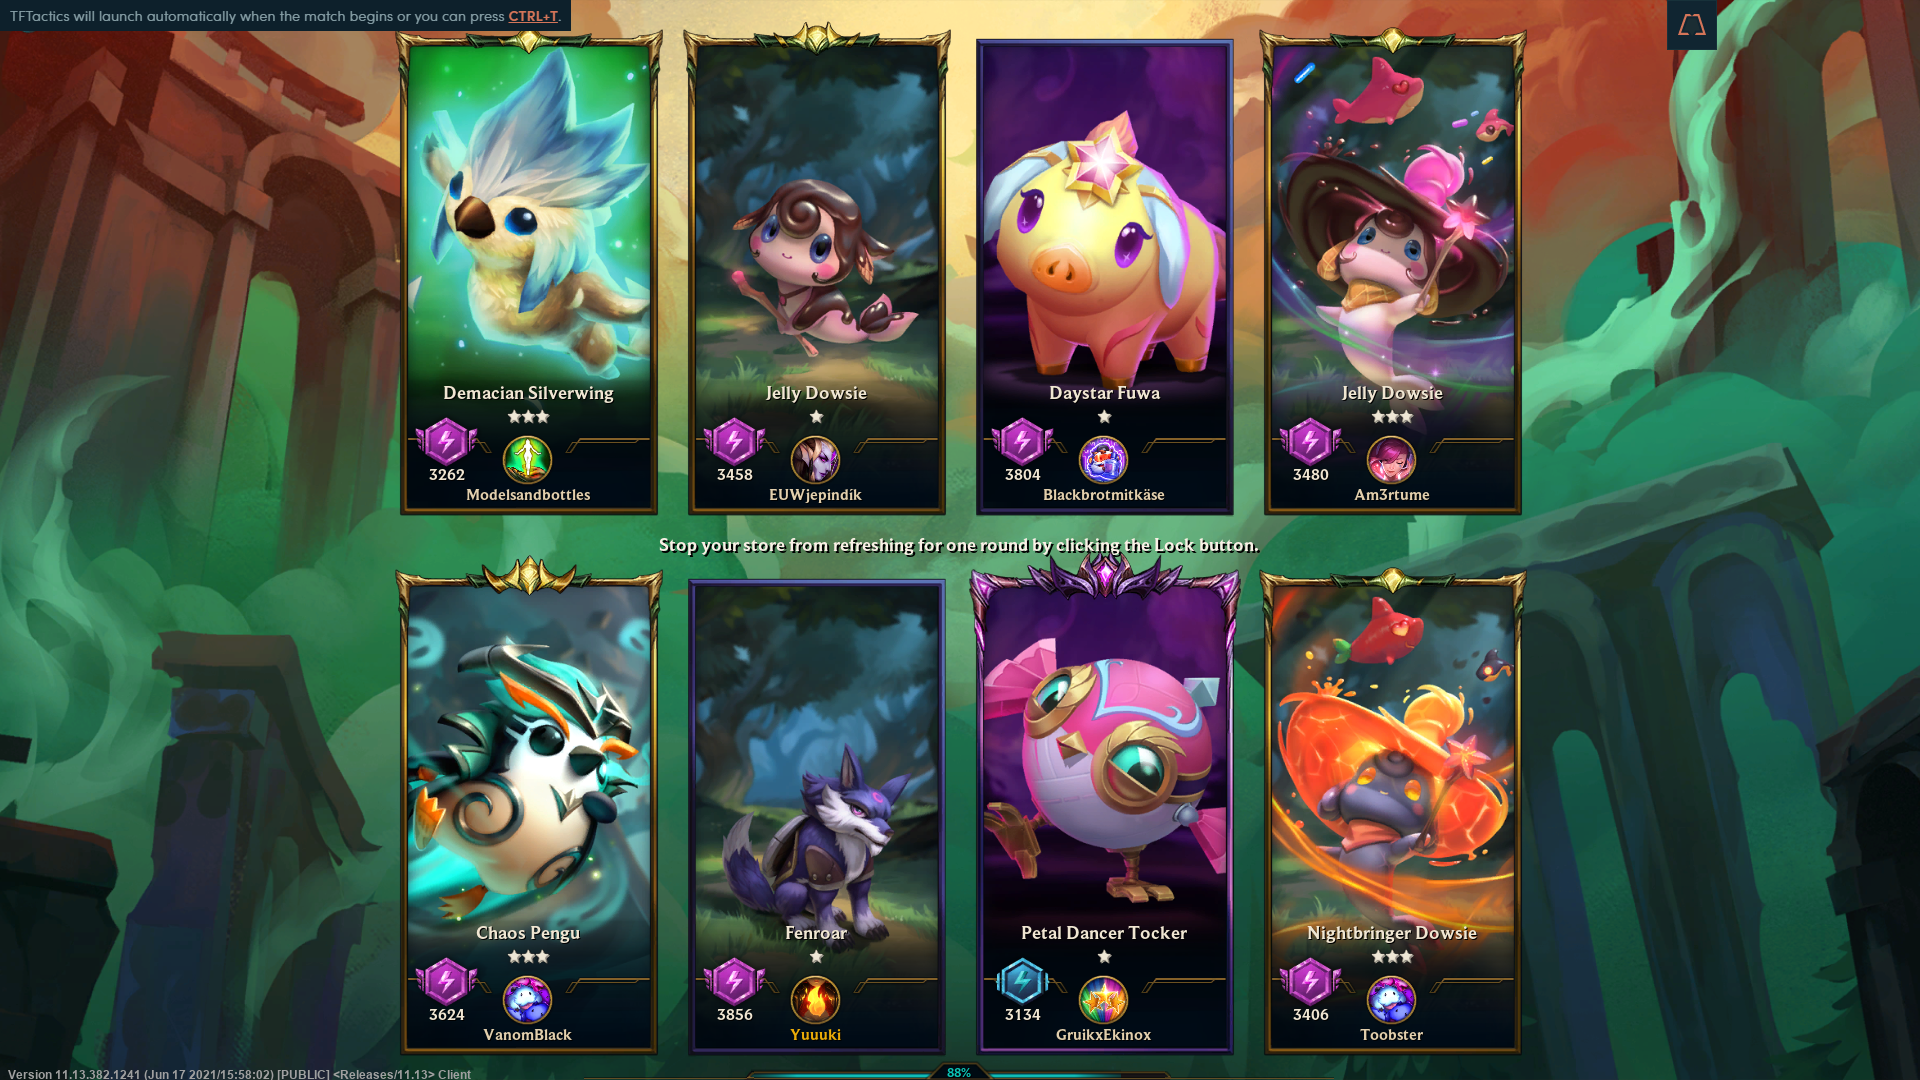 TFTactics will launch automatically when the match begins or you can press CTRL+T.
Demacian Silverwing
3262
Modelsandbottles
Jelly Dowsie
3458
EUWjepindík
Daystar Fuwa
3804
Blackbrotmitkäse
Jelly Dowsie
3480
Am3rtume
Stop your store from refreshing for one round by clicking the Lock button.
Chaos Pengu
3624
VanomBlack
Fenroar
3856
Yuuuki
Petal Dancer Tocker
3134
GruikxEkinox
Nightbringer Dowsie
3406
Toobster
Version 11.13.382.1241 (Jun 17 2021/15:58:02) [PUBLIC] <Releases/11.13> Client
88%